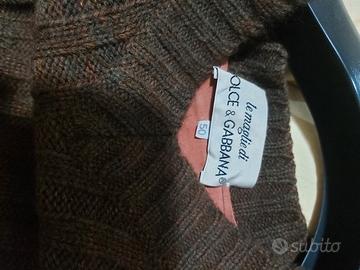 le maglie di
DOLCE & GABBANA®
50
subito